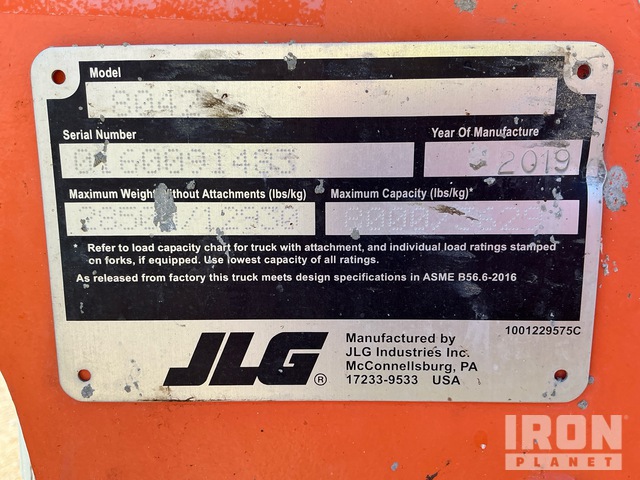 Model
8042
Serial Number
Year Of Manufacture
0160091483
2019
Maximum Weight Without Attachments (lbs/kg)
Maximum Capacity (lbs/kg)*
* Refer to load capacity chart for truck with attachment, and individual load ratings stamped
on forks, if equipped. Use lowest capacity of all ratings.
As released from factory this truck meets design specifications in ASME B56.6-2016
JLG®
Manufactured by
JLG Industries Inc.
McConnellsburg, PA
17233-9533 USA
1001229575C
IRON
PLANET